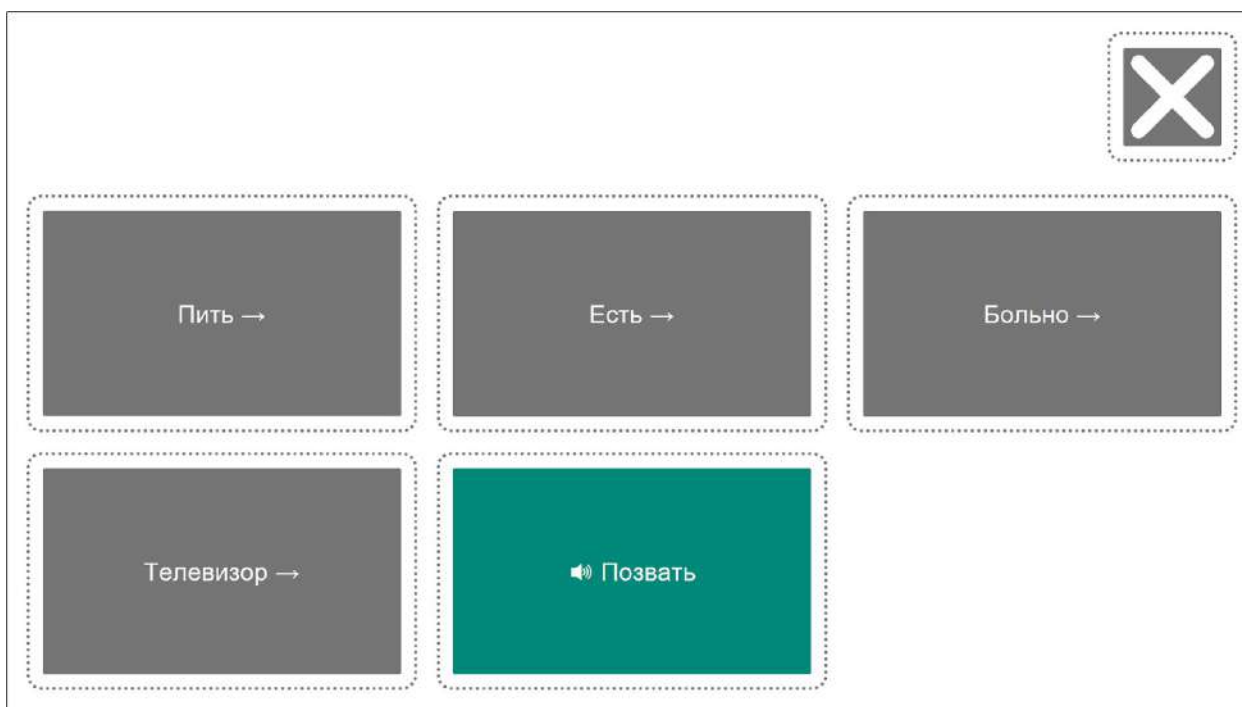 Пить →
Есть →
Больно →
Телевизор →
Позвать